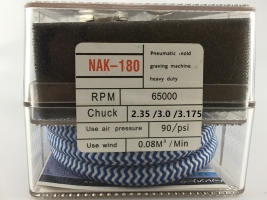 NAK-180
Pneumatic mold
graving machine
heavy duty
RPM 65000
Chuck 2.35 /3.0 /3.175
Use air pressure 90/psi
Use wind 0.08M³/Min